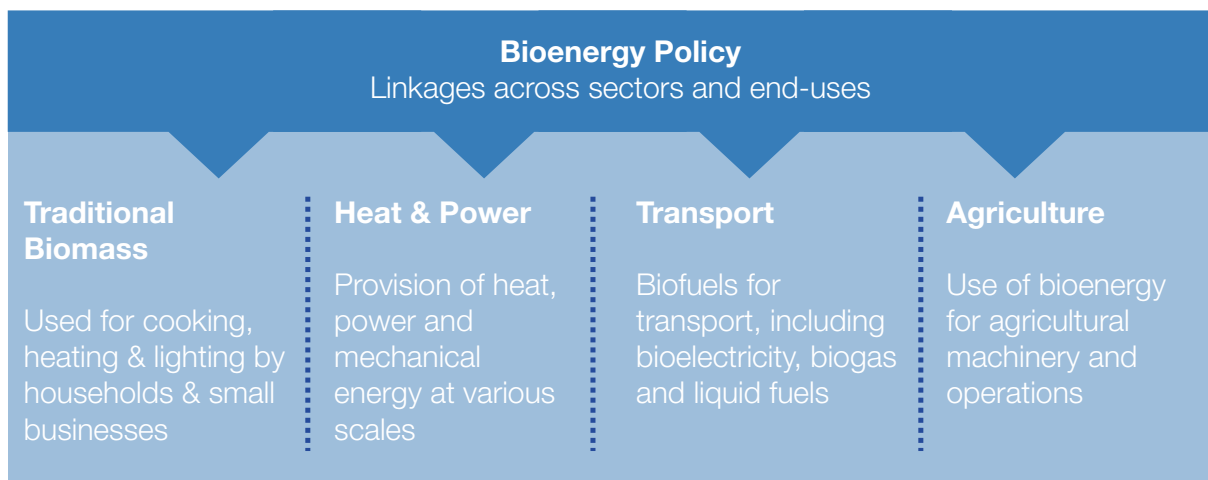 Bioenergy Policy
Linkages across sectors and end-uses
Traditional
Biomass
Used for cooking,
heating & lighting by
households & small
businesses
Heat & Power
Provision of heat,
power and
mechanical
energy at various
scales
Transport
Biofuels for
transport, including
bioelectricity, biogas
and liquid fuels
Agriculture
Use of bioenergy
for agricultural
machinery and
operations